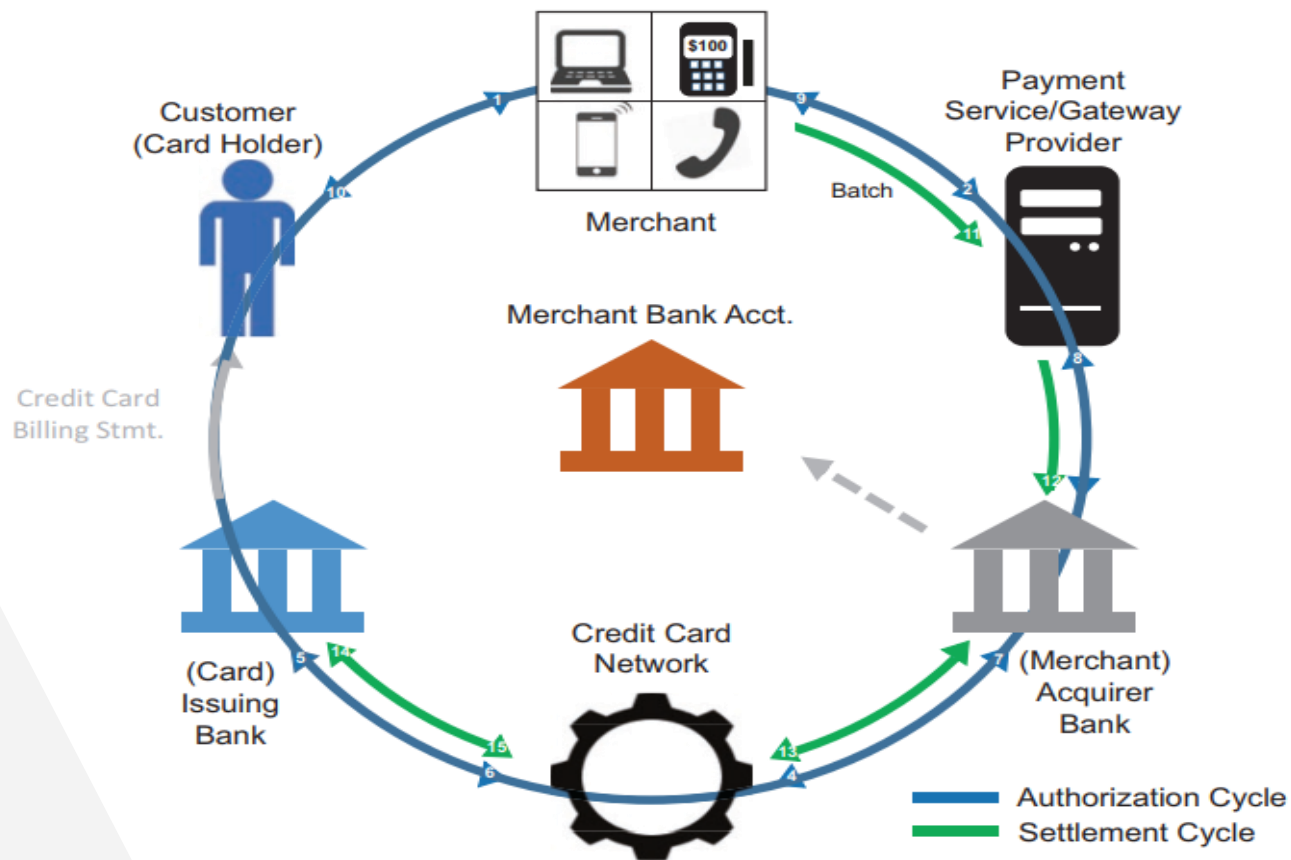 $100
Customer
(Card Holder)
1
9
Payment
Service/Gateway
Provider
10
Batch
2
11
Merchant
Merchant Bank Acct.
8
Credit Card
Billing Stmt.
12
14
5
(Card)
Issuing
Bank
Credit Card
Network
7
(Merchant)
Acquirer
Bank
15
13
6
4
Authorization Cycle
Settlement Cycle